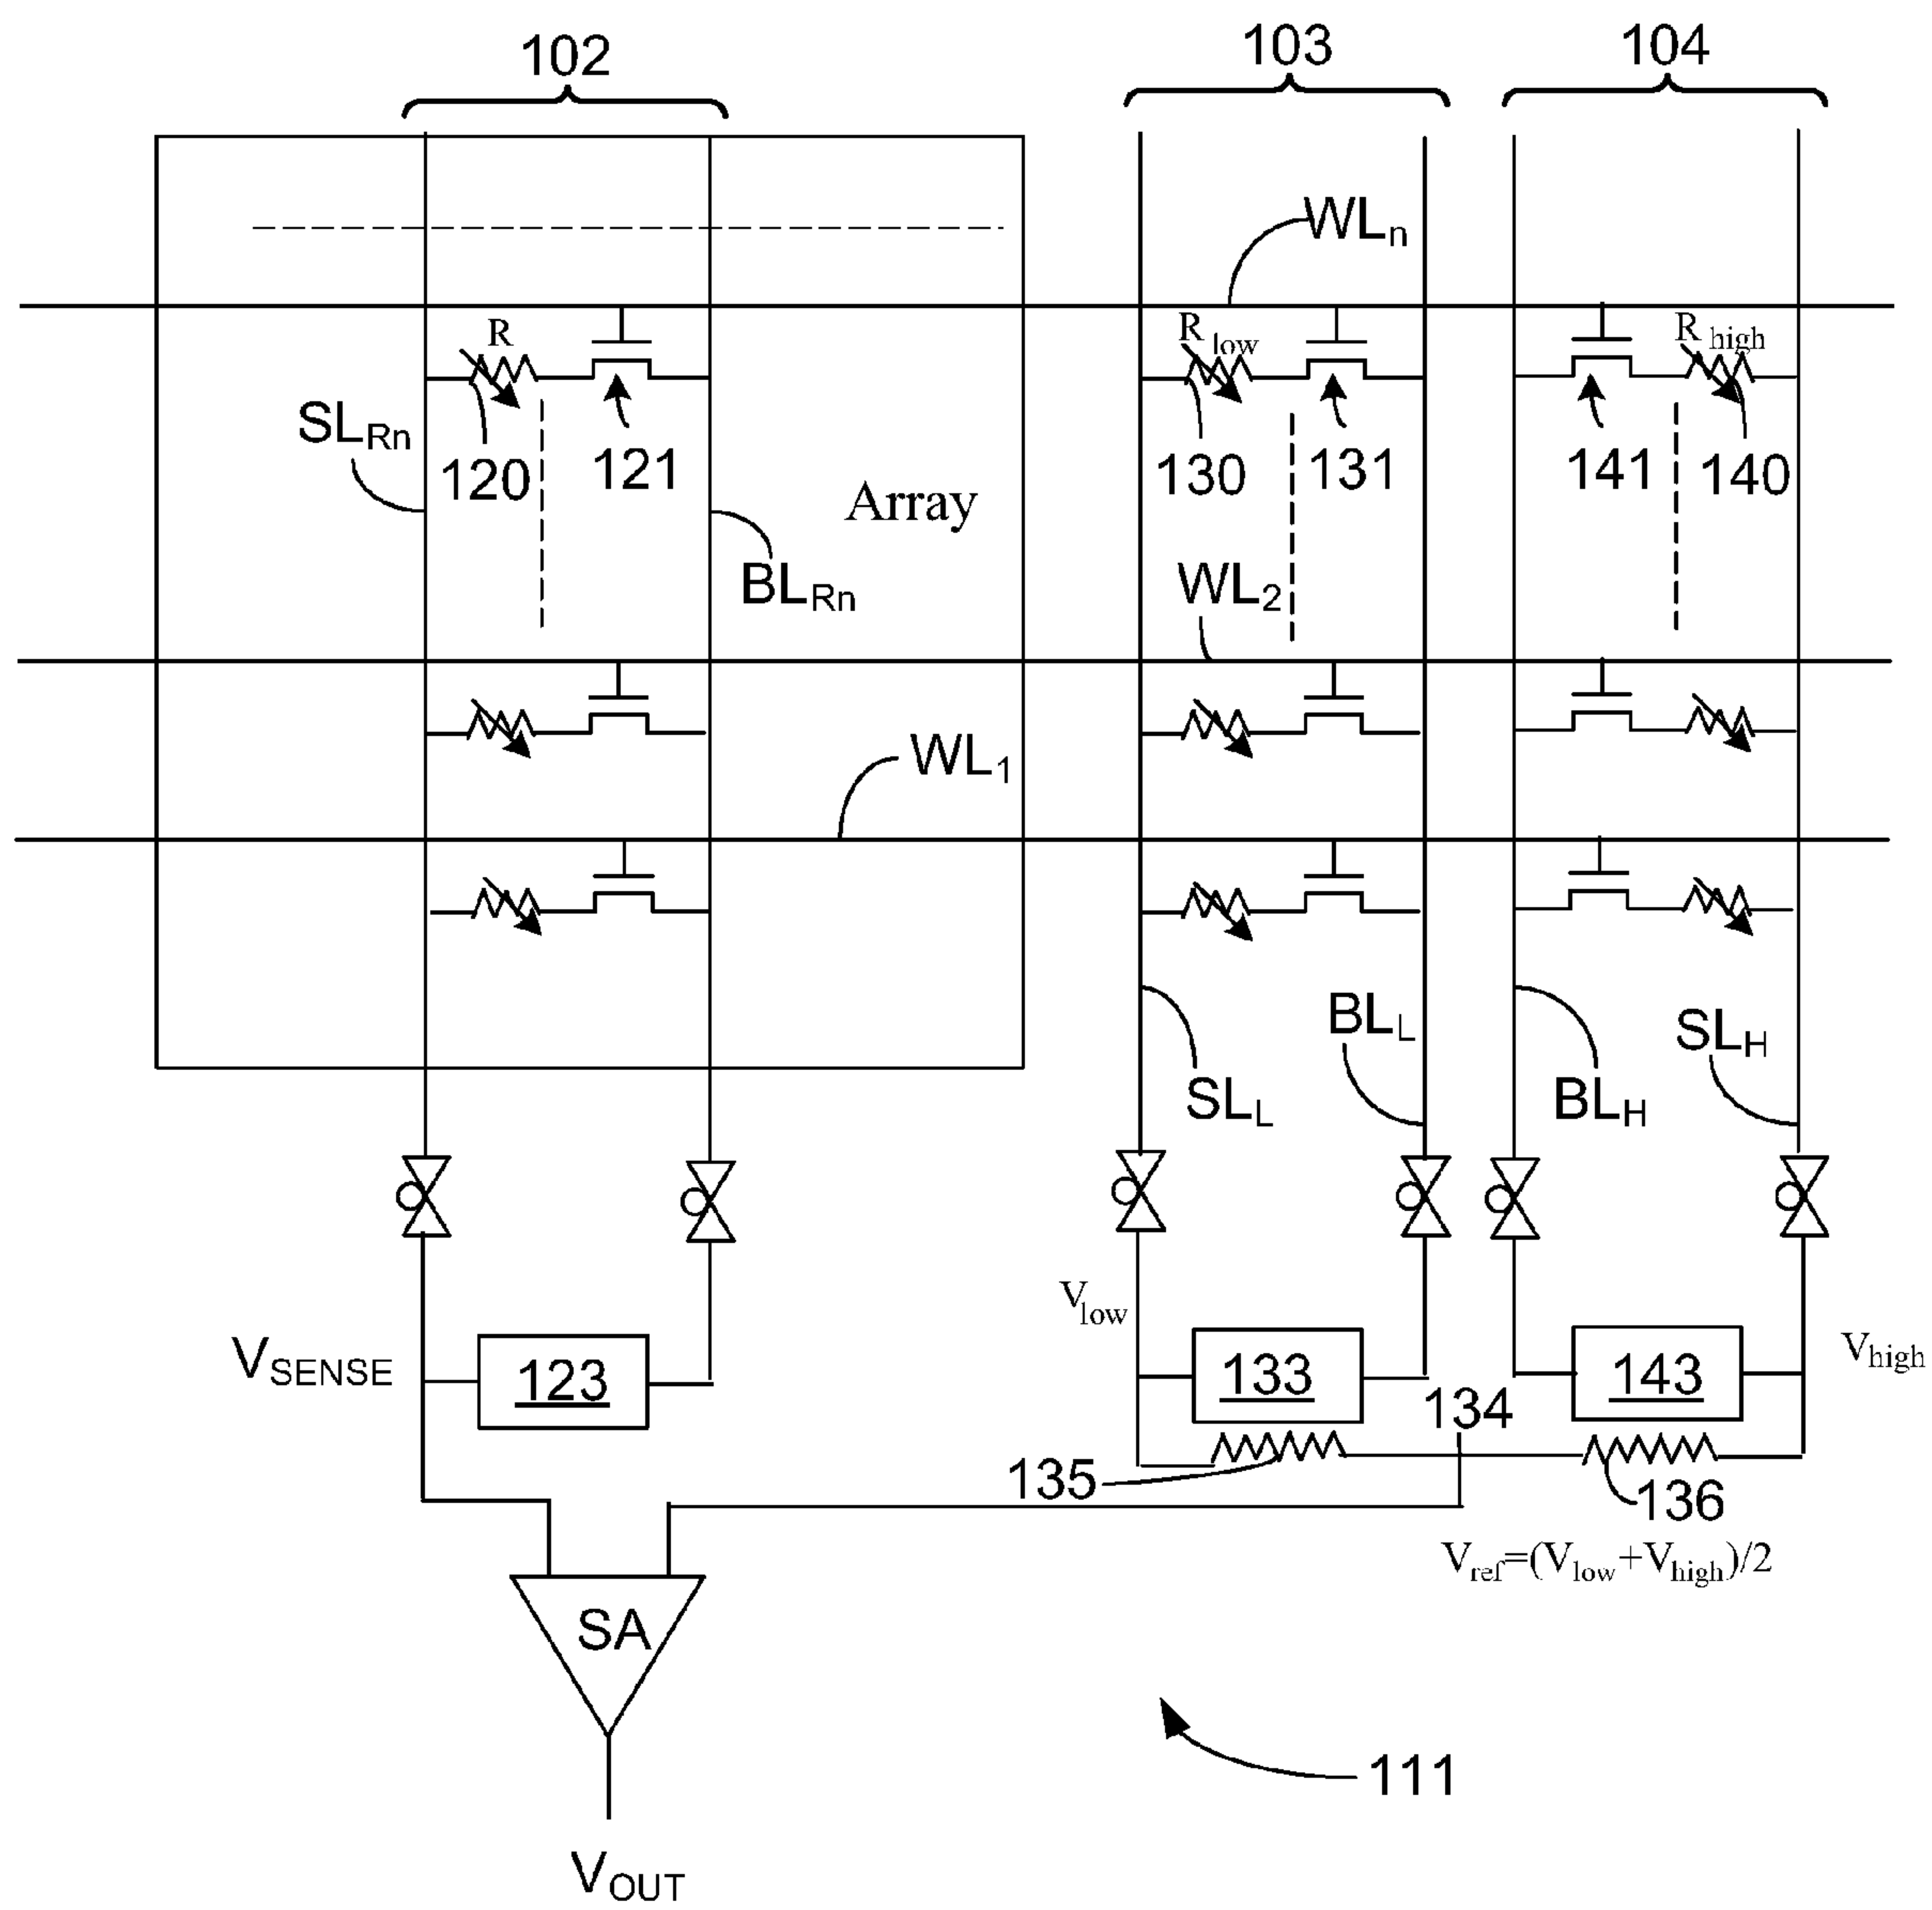 102
103
104
WLn
R
Rlow
Rhigh
SLRn
120
121
130
131
141
140
Array
BLRn
WL2
WL1
BLL
SLH
SLL
BLH
Vlow
VSENSE
123
133
143
Vhigh
134
135
136
Vref=(Vlow+Vhigh)/2
SA
111
VOUT